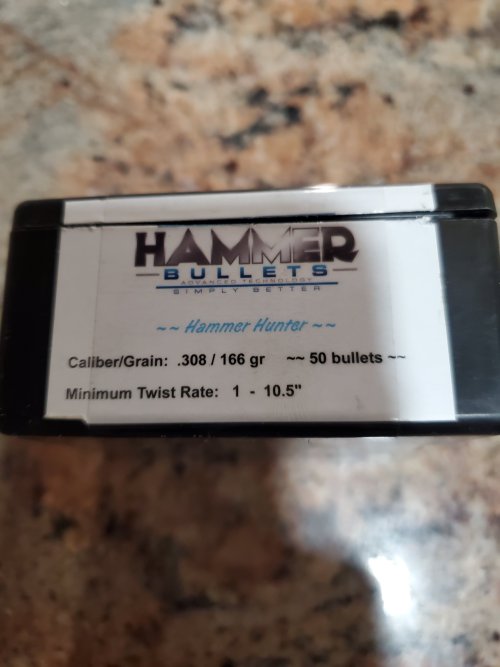 HAMMER
BULLETS
ADVANCED TECHNOLOGY
SIMPLY BETTER
~~ Hammer Hunter ~~
Caliber/Grain: .308 / 166 gr ~~ 50 bullets ~~
Minimum Twist Rate: 1 - 10.5"